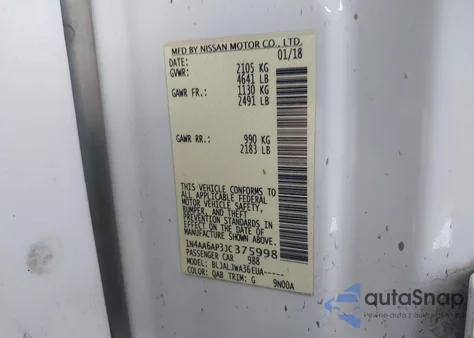 MFD BY NISSAN MOTOR CO., LTD.
DATE: 01/18
GVWR: 2105 KG
4641 LB
GAWR FR.: 1130 KG
2491 LB
GAWR RR.: 990 KG
2183 LB
THIS VEHICLE CONFORMS TO
ALL APPLICABLE FEDERAL
MOTOR VEHICLE SAFETY,
BUMPER, AND THEFT
PREVENTION STANDARDS IN
EFFECT ON THE DATE OF
MANUFACTURE SHOWN ABOVE.
1N4AA6AP3JC375998
PASSENGER CAR 988
MODEL: BLJALJWA36EUA-----
COLOR: QAB TRIM: G 9N00A
autaSnap